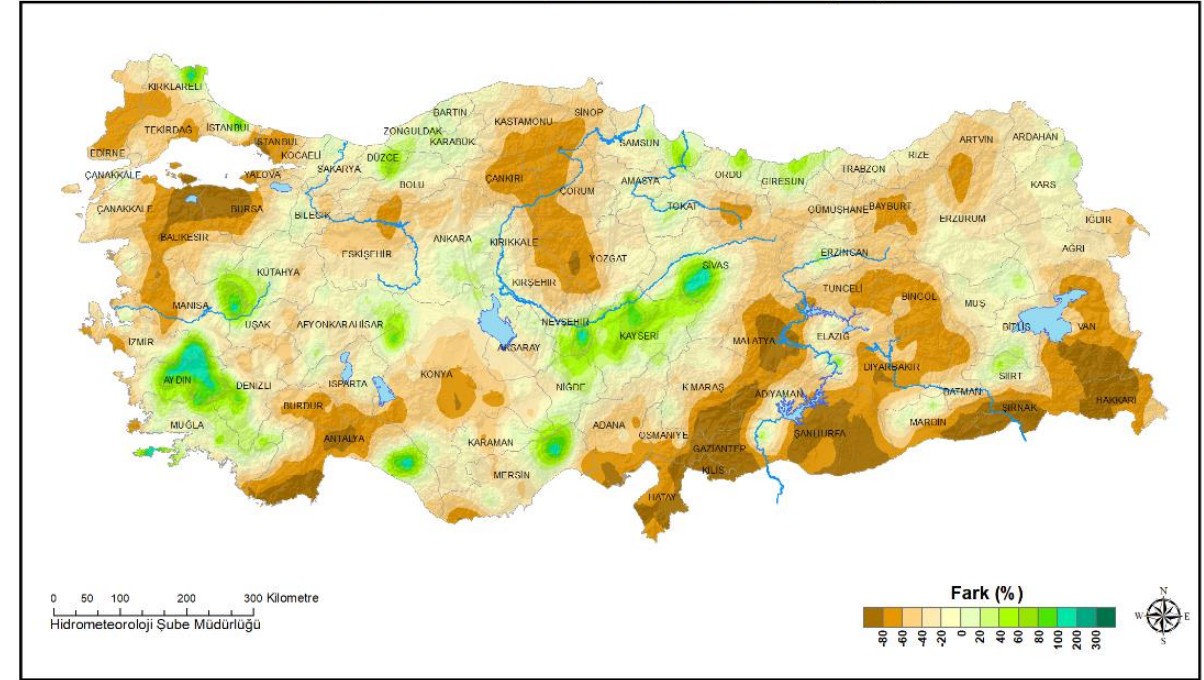 KIRKLARELİ
TEKİRDAĞ
İSTANBUL
EDİRNE
İSTANBUL
KOCAELİ
YALOVA
SAKARYA
DÜZCE
ZONGULDAK
BARTIN
KARABÜK
KASTAMONU
SİNOP
SAMSUN
ORDU
GİRESUN
TRABZON
RİZE
ARTVİN
ARDAHAN
ÇANAKKALE
ÇANAKKALE
BURSA
BİLECİK
BOLU
ÇANKIRI
ÇORUM
AMASYA
TOKAT
GÜMÜŞHANE
BAYBURT
ERZURUM
KARS
IĞDIR
BALIKESİR
ESKİŞEHİR
ANKARA
KIRIKKALE
YOZGAT
SİVAS
ERZİNCAN
AĞRI
KÜTAHYA
KIRŞEHİR
TUNCELİ
BİNGÖL
MUŞ
MANİSA
UŞAK
AFYONKARAHİSAR
NEVŞEHİR
KAYSERİ
MALATYA
ELAZIĞ
BİTLİS
VAN
İZMİR
AKSARAY
DİYARBAKIR
SİİRT
AYDIN
DENİZLİ
ISPARTA
KONYA
NİĞDE
K.MARAŞ
ADIYAMAN
BATMAN
ŞIRNAK
HAKKARİ
BURDUR
MUĞLA
ANTALYA
KARAMAN
ADANA
OSMANİYE
GAZİANTEP
ŞANLIURFA
MARDİN
MERSİN
KİLİS
HATAY
0 50 100 200 300 Kilometre
Hidrometeoroloji Şube Müdürlüğü
Fark (%)
-80 -60 -40 -20 0 20 40 60 80 100 200 300
N
W E
S